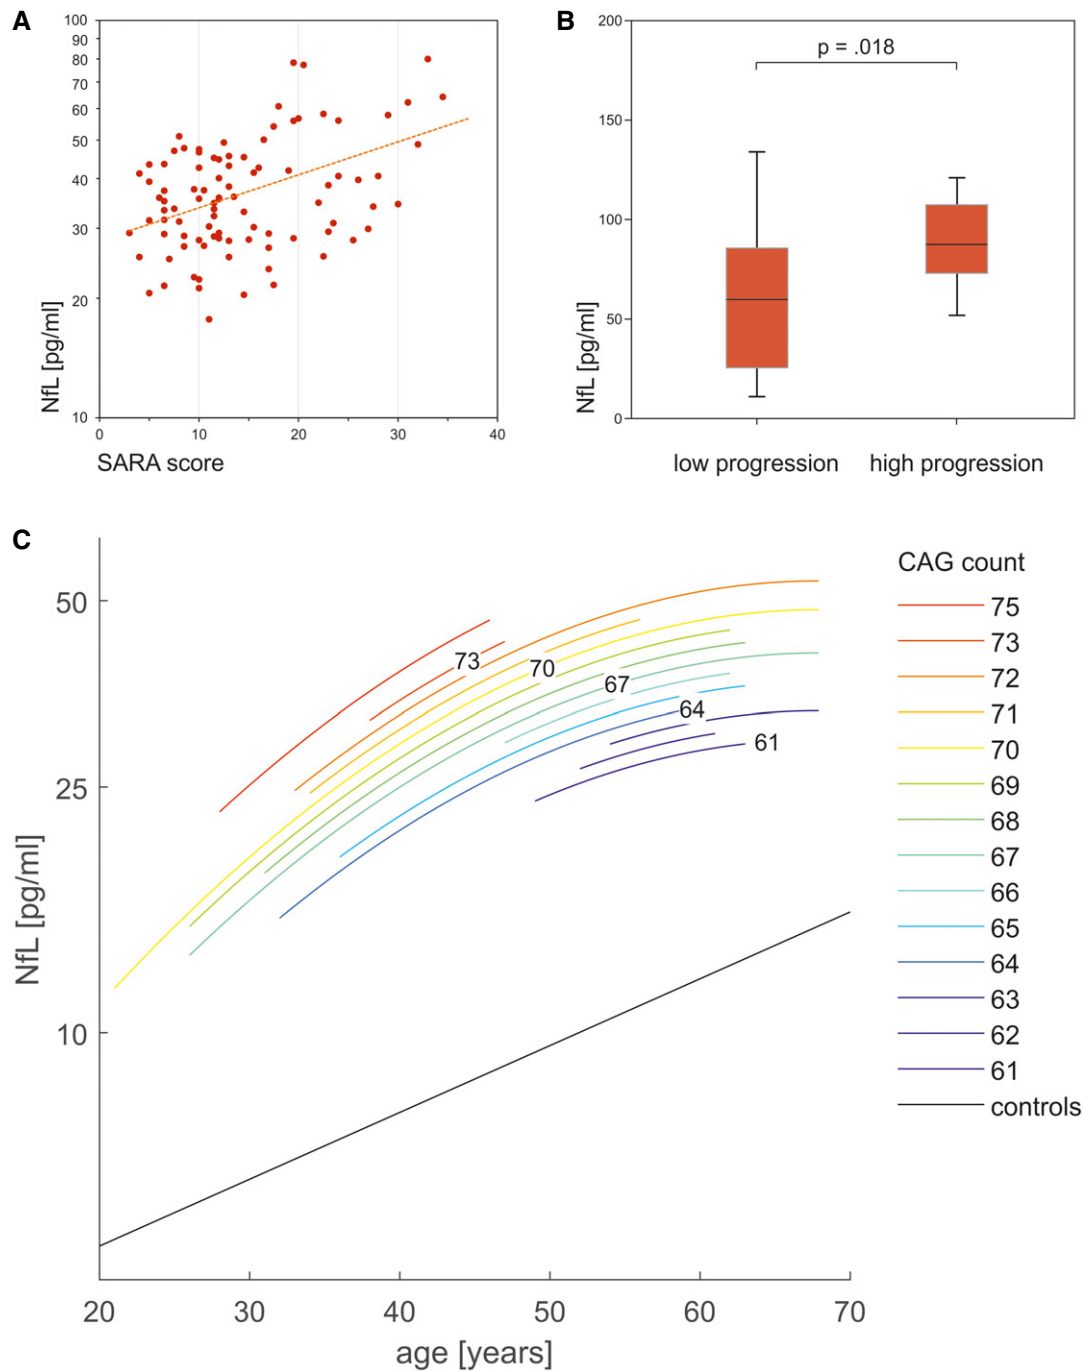 A
100
90
80
70
60
50
40
30
20
10
NfL [pg/ml]
0 10 20 30 40
SARA score
B
200
150
100
50
0
NfL [pg/ml]
p = .018
low progression high progression
C
50
25
10
NfL [pg/ml]
73
70
67
64
61
20 30 40 50 60 70
age [years]
CAG count
75
73
72
71
70
69
68
67
66
65
64
63
62
61
controls